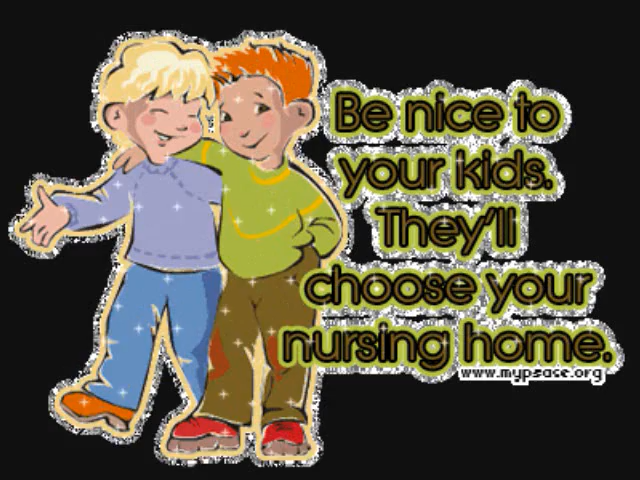 Be nice to
your kids.
They'll
choose your
nursing home.
www.mypsace.org